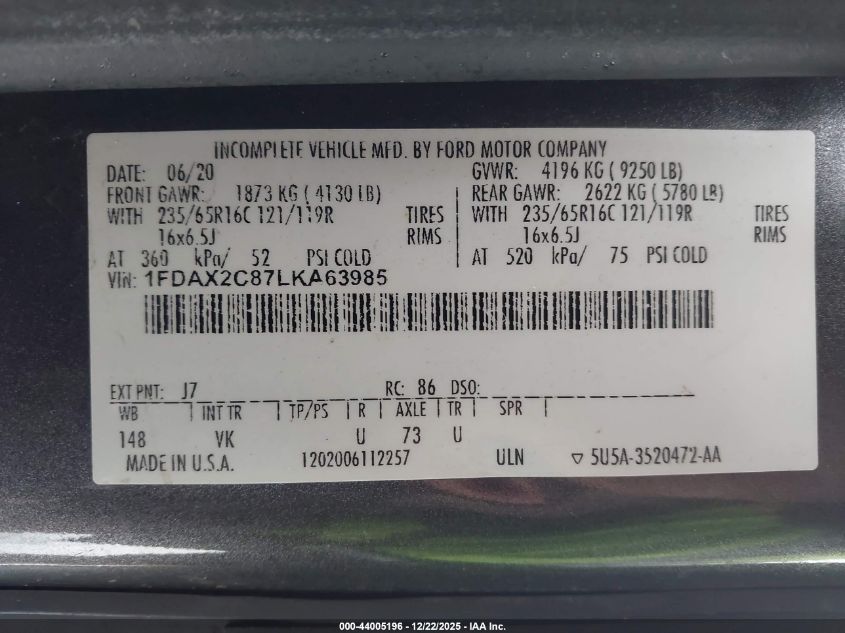 INCOMPLETE VEHICLE MFD. BY FORD MOTOR COMPANY
DATE: 06/20 GVWR: 4196 KG ( 9250 LB)
FRONT GAWR: 1873 KG ( 4130 LB) REAR GAWR: 2622 KG ( 5780 LB)
WITH 235/65R16C 121/119R TIRES WITH 235/65R16C 121/119R TIRES
16x6.5J RIMS 16x6.5J RIMS
AT 360 kPa/ 52 PSI COLD AT 520 kPa/ 75 PSI COLD
VIN: 1FDAX2C87LKA63985
EXT PNT: J7 RC: 86 DSO:
WB INT TR TP/PS R AXLE TR SPR
148 VK U 73 U
MADE IN U.S.A. 1202006112257 ULN ▽ 5U5A-3520472-AA
000-44005196 - 12/22/2025 - IAA Inc.